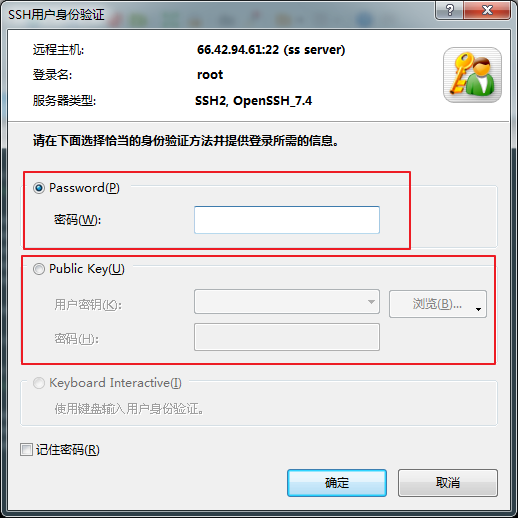 SSH用户身份验证
远程主机: 66.42.94.61:22 (ss server)
登录名: root
服务器类型: SSH2, OpenSSH_7.4
请在下面选择恰当的身份验证方法并提供登录所需的信息。
Password(P)
密码(W):
Public Key(U)
用户密钥(K): 浏览(B)...
密码(H):
Keyboard Interactive(I)
使用键盘输入用户身份验证。
记住密码(R)
确定 取消